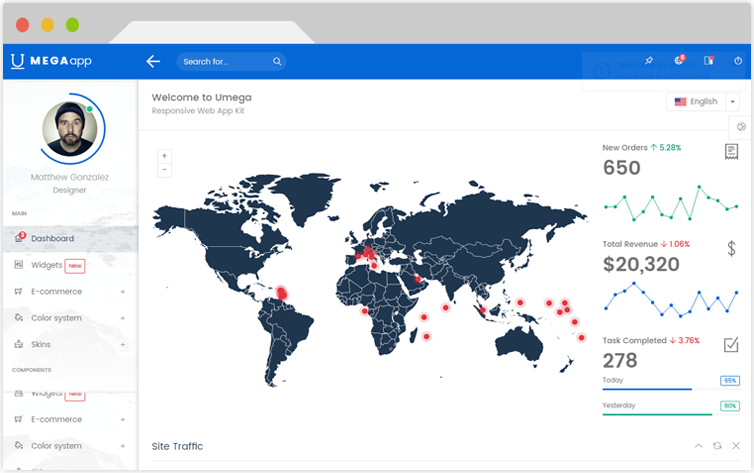 U MEGAapp
Search for...
6
Welcome to Umega
Responsive Web App Kit
English
Matthew Gonzalez
Designer
MAIN
3
Dashboard
Widgets New
E-commerce +
Color system +
Skins +
COMPONENTS
Widgets New
E-commerce +
Color system +
+
−
New Orders ↑ 5.28%
650
Total Revenue ↓ 1.06%
$20,320
Task Completed ↓ 3.76%
278
Today 65%
Yesterday 80%
Site Traffic